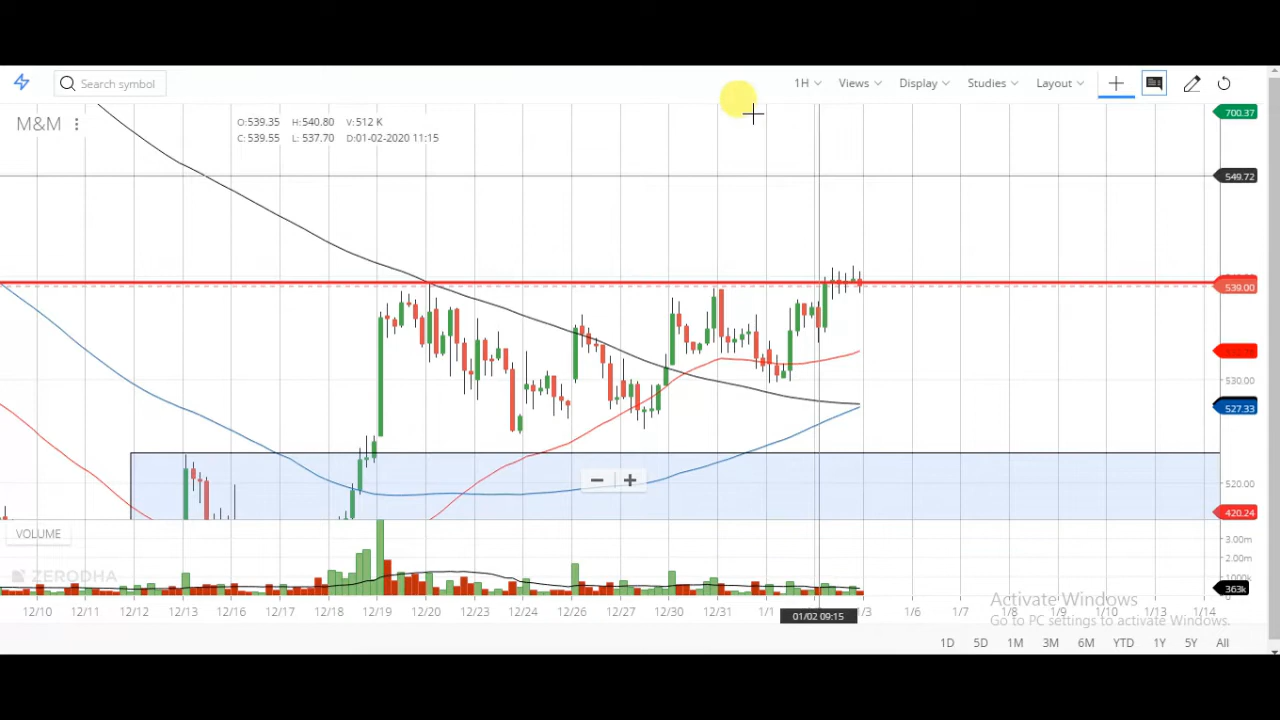 Search symbol
1H Views Display Studies Layout
M&M
O:539.35 H:540.80 V:512 K
C:539.55 L: 537.70 D:01-02-2020 11:15
700.37
549.72
539.00
530.00
527.33
520.00
420.24
VOLUME
3.00m
2.00m
1000k
363k
0
ZERODHA
12/10 12/11 12/12 12/13 12/16 12/17 12/18 12/19 12/20 12/23 12/24 12/26 12/27 12/30 12/31 1/1 1/3 1/6 1/7 1/8 1/9 1/10 1/13 1/14
01/02 09:15
Activate Windows
Go to PC settings to activate Windows.
1D 5D 1M 3M 6M YTD 1Y 5Y All